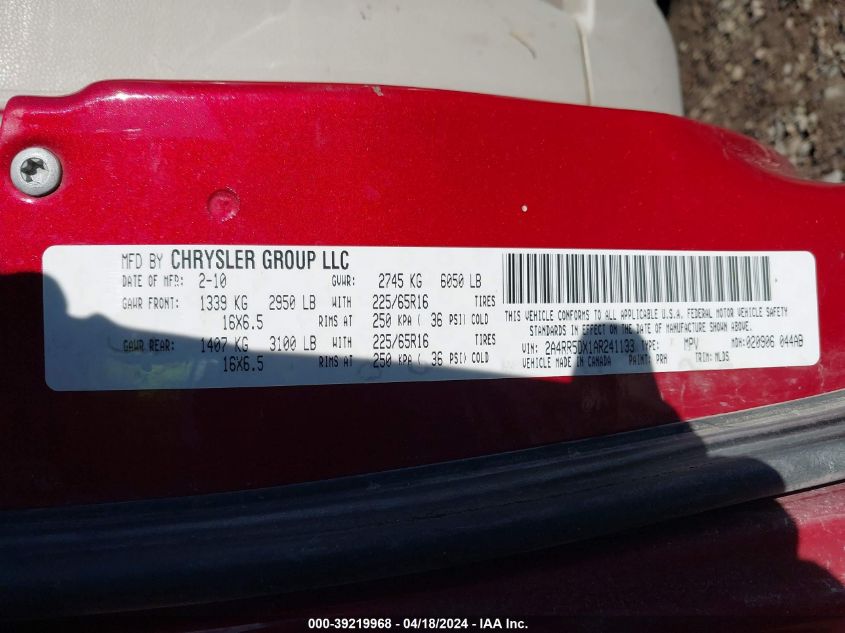 MFD BY CHRYSLER GROUP LLC
DATE OF MFR: 2-10 GVWR: 2745 KG 6050 LB
GAWR FRONT: 1339 KG 2950 LB WITH 225/65R16 TIRES
16X6.5 RIMS AT 250 KPA ( 36 PSI) COLD
GAWR REAR: 1407 KG 3100 LB WITH 225/65R16 TIRES
16X6.5 RIMS AT 250 KPA ( 36 PSI) COLD
THIS VEHICLE CONFORMS TO ALL APPLICABLE U.S.A. FEDERAL MOTOR VEHICLE SAFETY
STANDARDS IN EFFECT ON THE DATE OF MANUFACTURE SHOWN ABOVE.
VIN: 2A4RR5DX1AR241133 TYPE: MPV MDH: 020906 044AB
VEHICLE MADE IN CANADA PAINT: PRH TRIM: MLDS
000-39219968 - 04/18/2024 - IAA Inc.